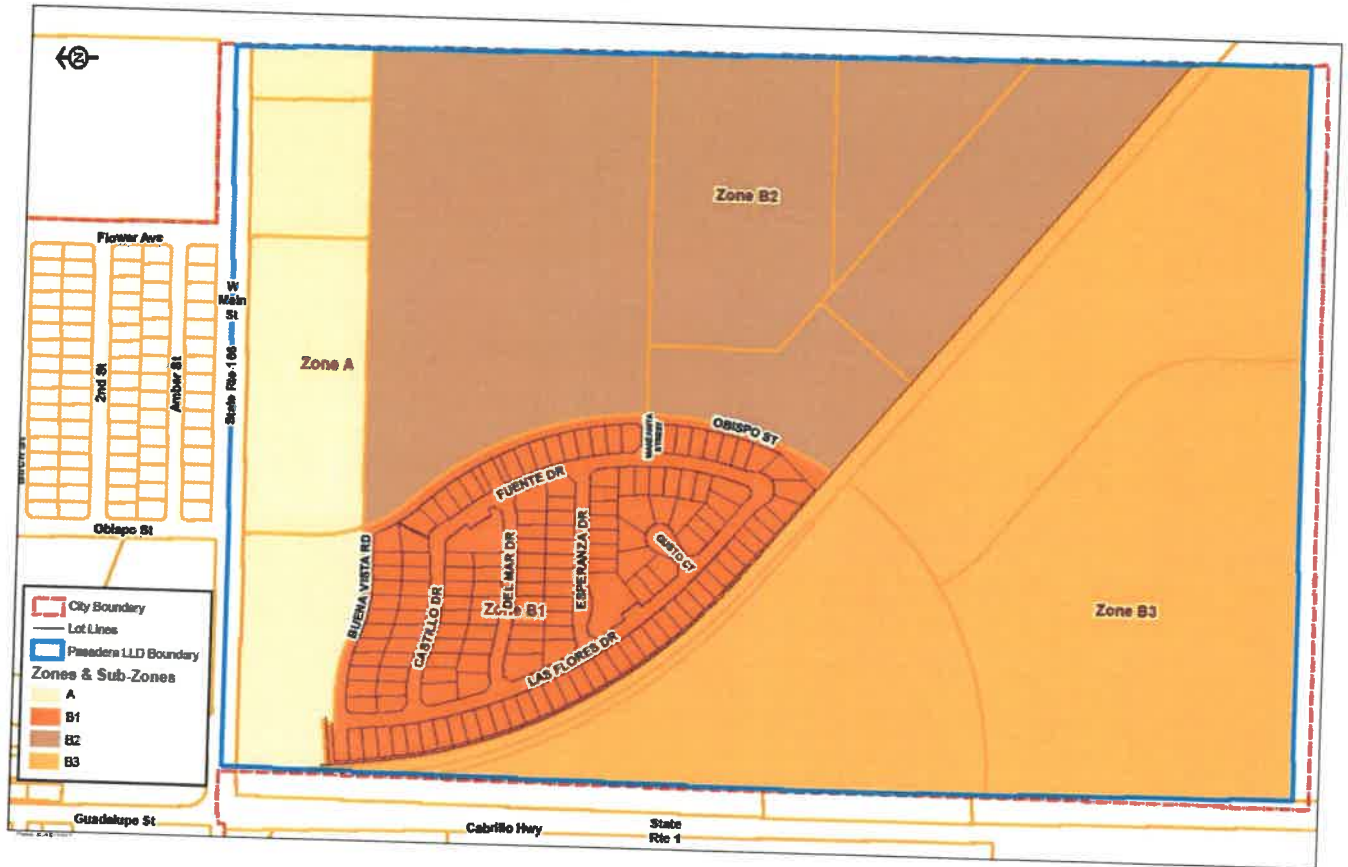 N
Flower Ave
2nd St
Amber St
Obispo St
W
Main
St
State Rte 166
Zone A
Zone B2
Zone B1
Zone B3
OBISPO ST
FUENTE DR
BUENA VISTA RD
CASTILLO DR
DEL MAR DR
ESPERANZA DR
GUSTO CT
LAS FLORES DR
City Boundary
Lot Lines
Pasadera LLD Boundary
Zones & Sub-Zones
A
B1
B2
B3
Guadalupe St
Cabrillo Hwy
State
Rte 1